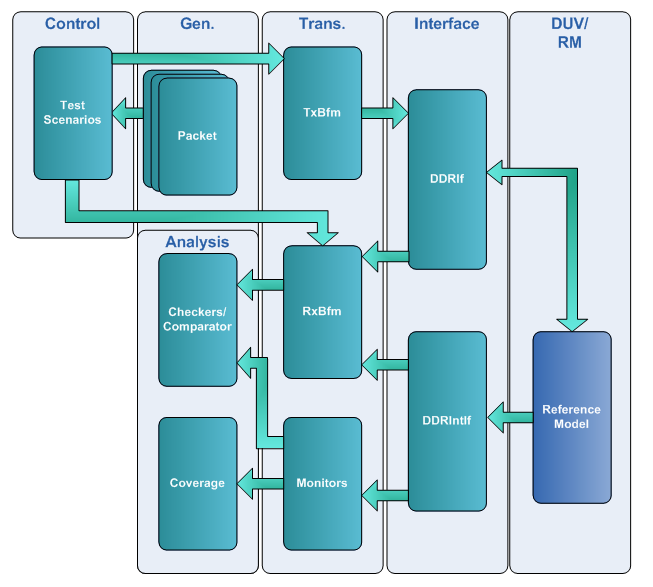 Control
Gen.
Trans.
Interface
DUV/
RM
Test
Scenarios
Packet
TxBfm
DDRIf
Analysis
Checkers/
Comparator
RxBfm
DDRIntIf
Reference
Model
Coverage
Monitors